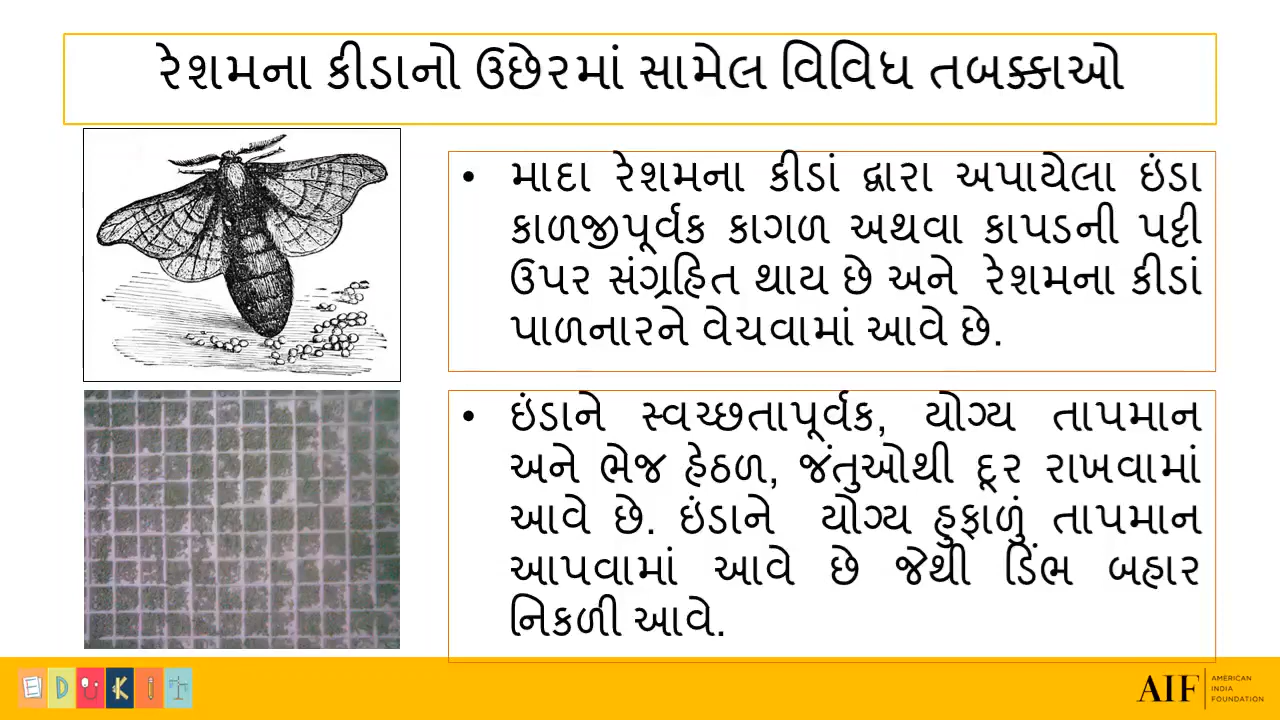 રેશમના કીડાનો ઉછેરમાં સામેલ વિવિધ તબક્કાઓ
• માદા રેશમના કીડાં દ્વારા અપાયેલા ઇંડા
કાળજીપૂર્વક કાગળ અથવા કાપડની પટ્ટી
ઉપર સંગ્રહિત થાય છે અને રેશમના કીડાં
પાળનારને વેચવામાં આવે છે.
• ઇંડાને સ્વચ્છતાપૂર્વક, યોગ્ય તાપમાન
અને ભેજ હેઠળ, જંતુઓથી દૂર રાખવામાં
આવે છે. ઇંડાને યોગ્ય હુફાળું તાપમાન
આપવામાં આવે છે જેથી ડિંભ બહાર
નિકળી આવે.
EDUKIT
AIF
AMERICAN
INDIA
FOUNDATION